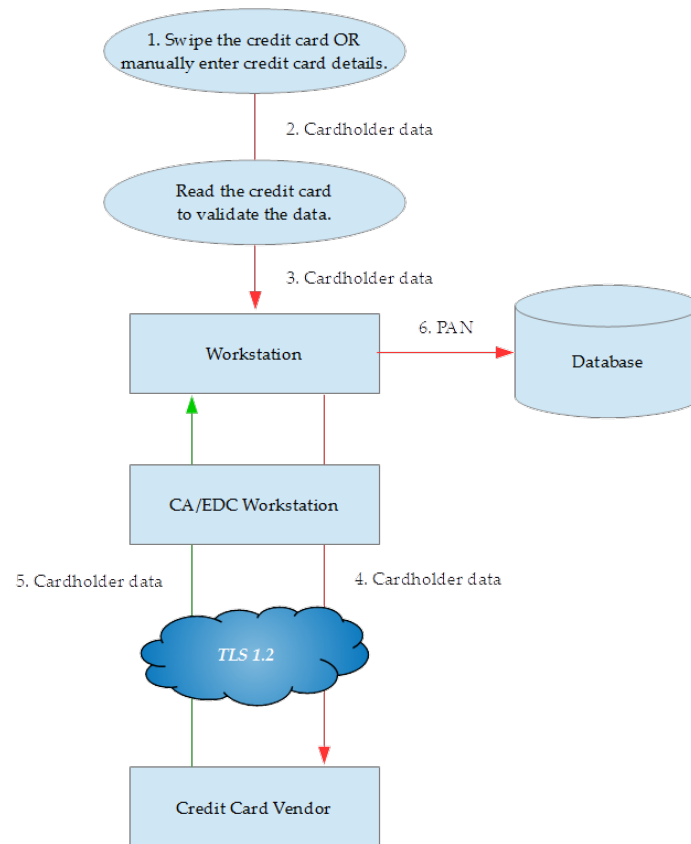 1. Swipe the credit card OR
manually enter credit card details.
2. Cardholder data
Read the credit card
to validate the data.
3. Cardholder data
6. PAN
Workstation
Database
CA/EDC Workstation
5. Cardholder data
4. Cardholder data
TLS 1.2
Credit Card Vendor